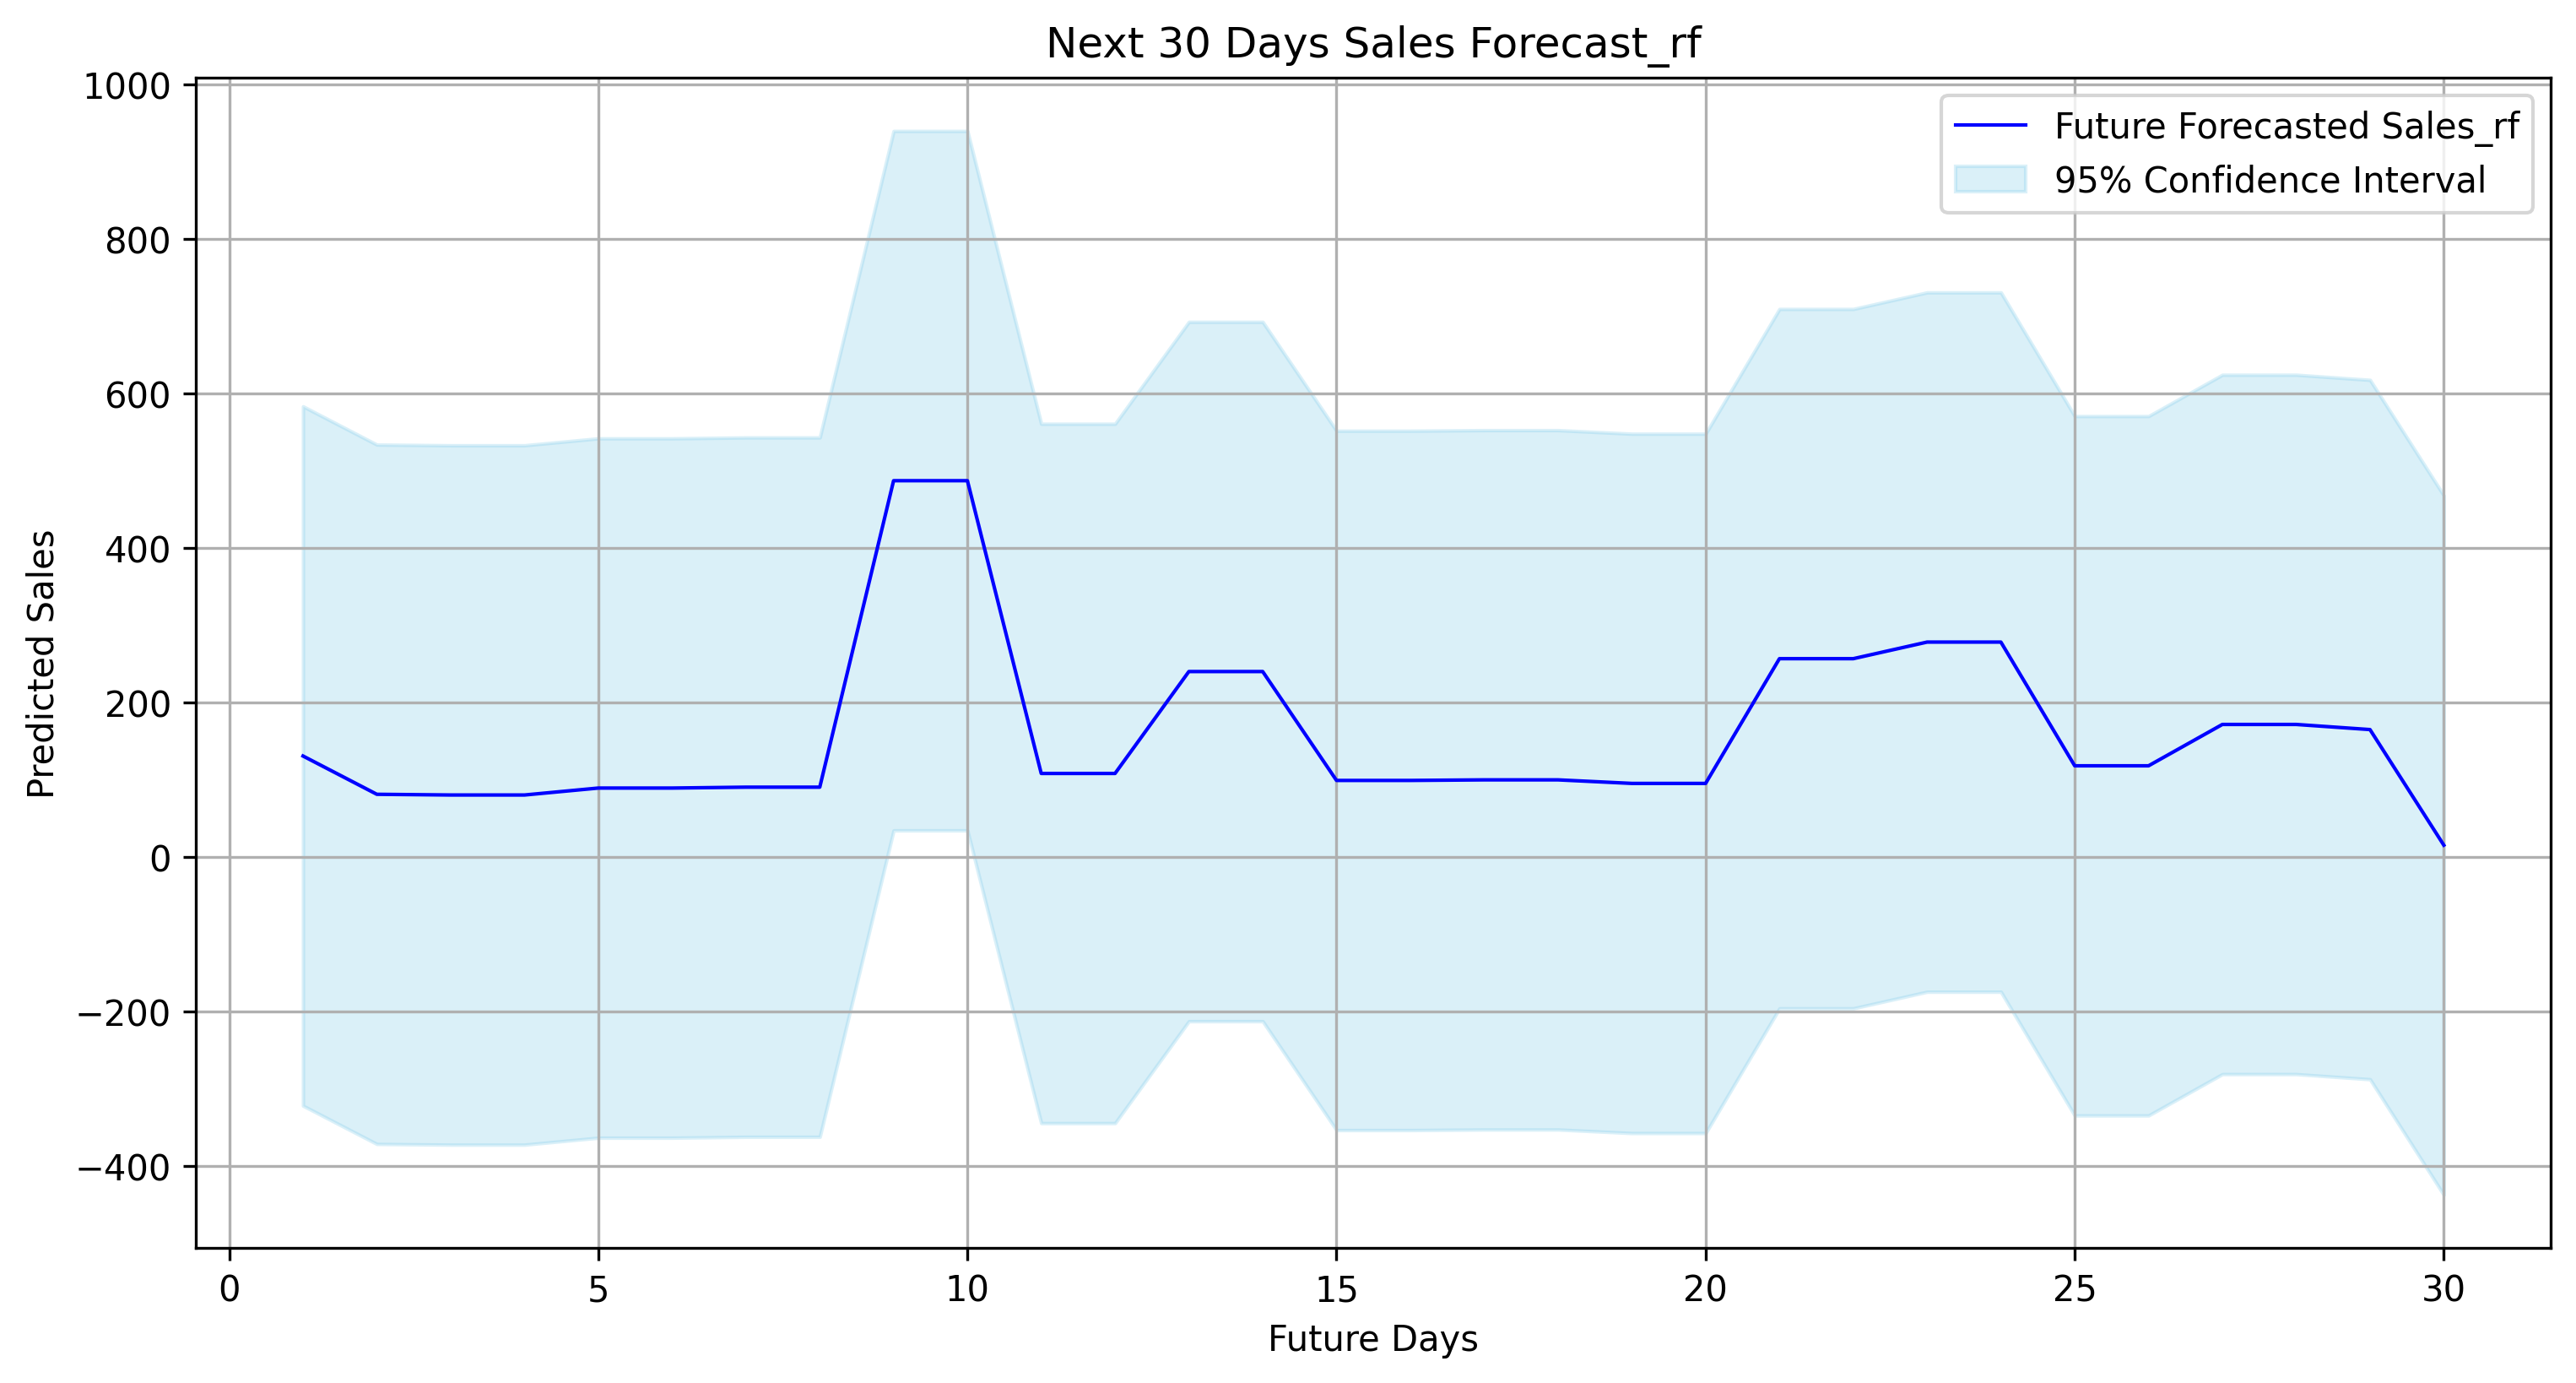 Next 30 Days Sales Forecast_rf
Future Forecasted Sales_rf
95% Confidence Interval
Predicted Sales
1000
800
600
400
200
0
−200
−400
0 5 10 15 20 25 30
Future Days